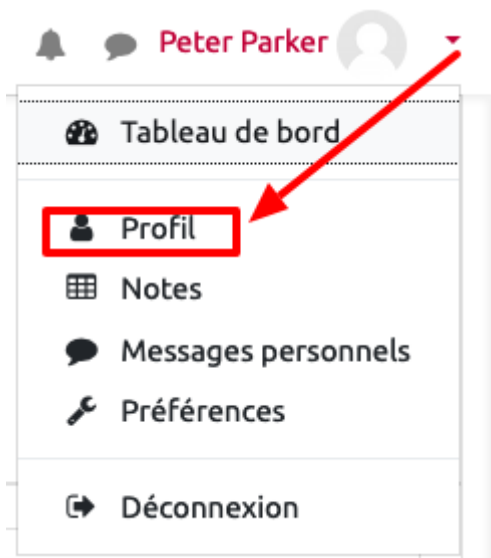 Peter Parker
Tableau de bord
Profil
Notes
Messages personnels
Préférences
Déconnexion